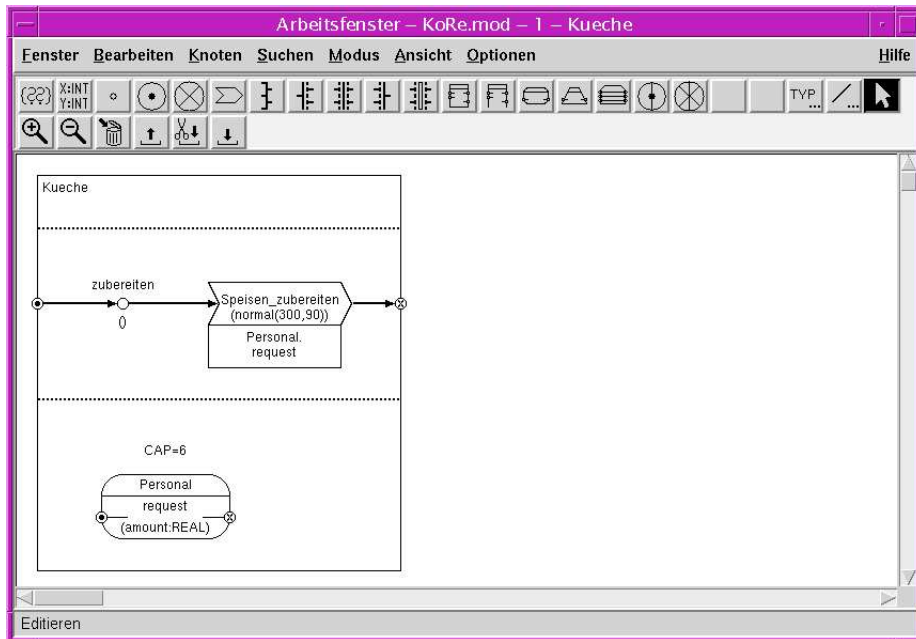 Arbeitsfenster – KoRe.mod – 1 – Kueche
Fenster Bearbeiten Knoten Suchen Modus Ansicht Optionen Hilfe
{??} X:INT TYP
Y:INT ... ...
Kueche
zubereiten
Speisen_zubereiten
(normal(300,90))
()
Personal.
request
CAP=6
Personal
request
(amount:REAL)
Editieren